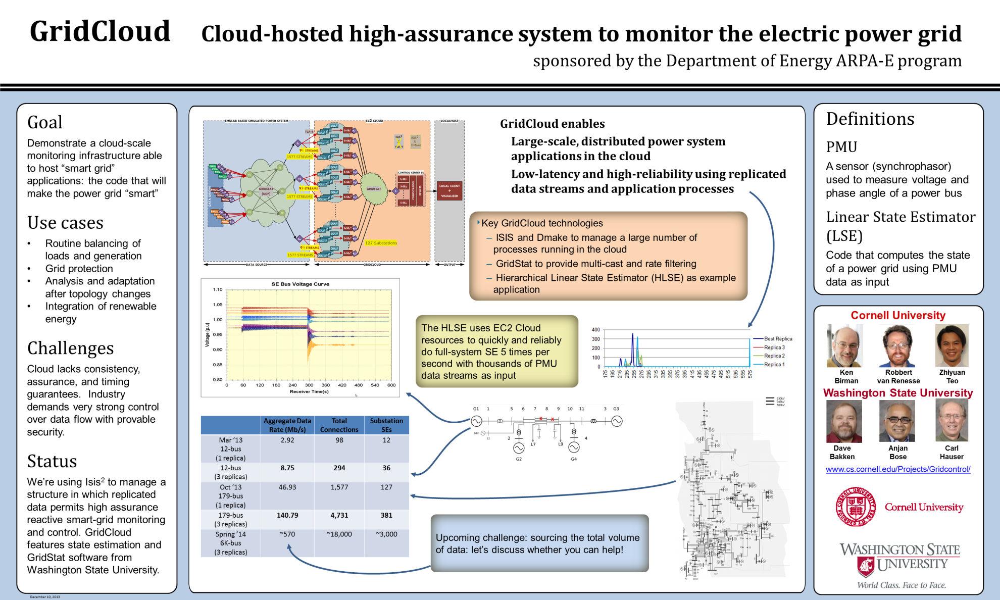 GridCloud
Cloud-hosted high-assurance system to monitor the electric power grid
sponsored by the Department of Energy ARPA-E program
Goal
Demonstrate a cloud-scale
monitoring infrastructure able
to host “smart grid”
applications: the code that will
make the power grid “smart”
Use cases
• Routine balancing of
loads and generation
• Grid protection
• Analysis and adaptation
after topology changes
• Integration of renewable
energy
Challenges
Cloud lacks consistency,
assurance, and timing
guarantees. Industry
demands very strong control
over data flow with provable
security.
Status
We’re using Isis2 to manage a
structure in which replicated
data permits high assurance
reactive smart-grid monitoring
and control. GridCloud
features state estimation and
GridStat software from
Washington State University.
December 10, 2013
EMULAB BASED SIMULATED POWER SYSTEM
EC2 CLOUD
LOCALHOST
DATA ORIGIN
GRIDSTAT
(UDP)
STREAMS
1577 STREAMS
STREAMS
1577 STREAMS
STREAMS
1577 STREAMS
GRIDSTAT
ISIS2
&
DMake
CONTROL CENTER SE
COMPUTATION
RESULTS
LOCAL CLIENT
+
VISUALIZER
127 Substations
DATA SOURCE
GRIDCLOUD
OUTPUT
GridCloud enables
Large-scale, distributed power system
applications in the cloud
Low-latency and high-reliability using replicated
data streams and application processes
Key GridCloud technologies
– ISIS and Dmake to manage a large number of
processes running in the cloud
– GridStat to provide multi-cast and rate filtering
– Hierarchical Linear State Estimator (HLSE) as example
application
SE Bus Voltage Curve
Voltage (p.u)
1.10
1.05
1.00
0.95
0.90
0.85
0.80
0 60 120 180 240 300 360 420 480 540 600
Receiver Time(s)
The HLSE uses EC2 Cloud
resources to quickly and reliably
do full-system SE 5 times per
second with thousands of PMU
data streams as input
400
300
200
100
0
175 195 215 235 255 275 295 315 335 355 375 395 415 435 455 475 495 515 535 555 575
Best Replica
Replica 3
Replica 2
Replica 1
G1 1 5 6 7 8 9 10 11 3 G3
G12
12
2
L7
L9
4
G2
G4
230kV
345kV
500kV
Aggregate Data Rate (Mb/s) Total Connections Substation SEs
Mar ‘13 12-bus (1 replica) 2.92 98 12
12-bus (3 replicas) 8.75 294 36
Oct ‘13 179-bus (1 replica) 46.93 1,577 127
179-bus (3 replicas) 140.79 4,731 381
Spring ’14 6K-bus (3 replicas) ~570 ~18,000 ~3,000
Upcoming challenge: sourcing the total volume
of data: let’s discuss whether you can help!
Definitions
PMU
A sensor (synchrophasor)
used to measure voltage and
phase angle of a power bus
Linear State Estimator
(LSE)
Code that computes the state
of a power grid using PMU
data as input
Cornell University
Ken Birman
Robbert van Renesse
Zhiyuan Teo
Washington State University
Dave Bakken
Anjan Bose
Carl Hauser
www.cs.cornell.edu/Projects/Gridcontrol/
Cornell University
WASHINGTON STATE
UNIVERSITY
World Class. Face to Face.